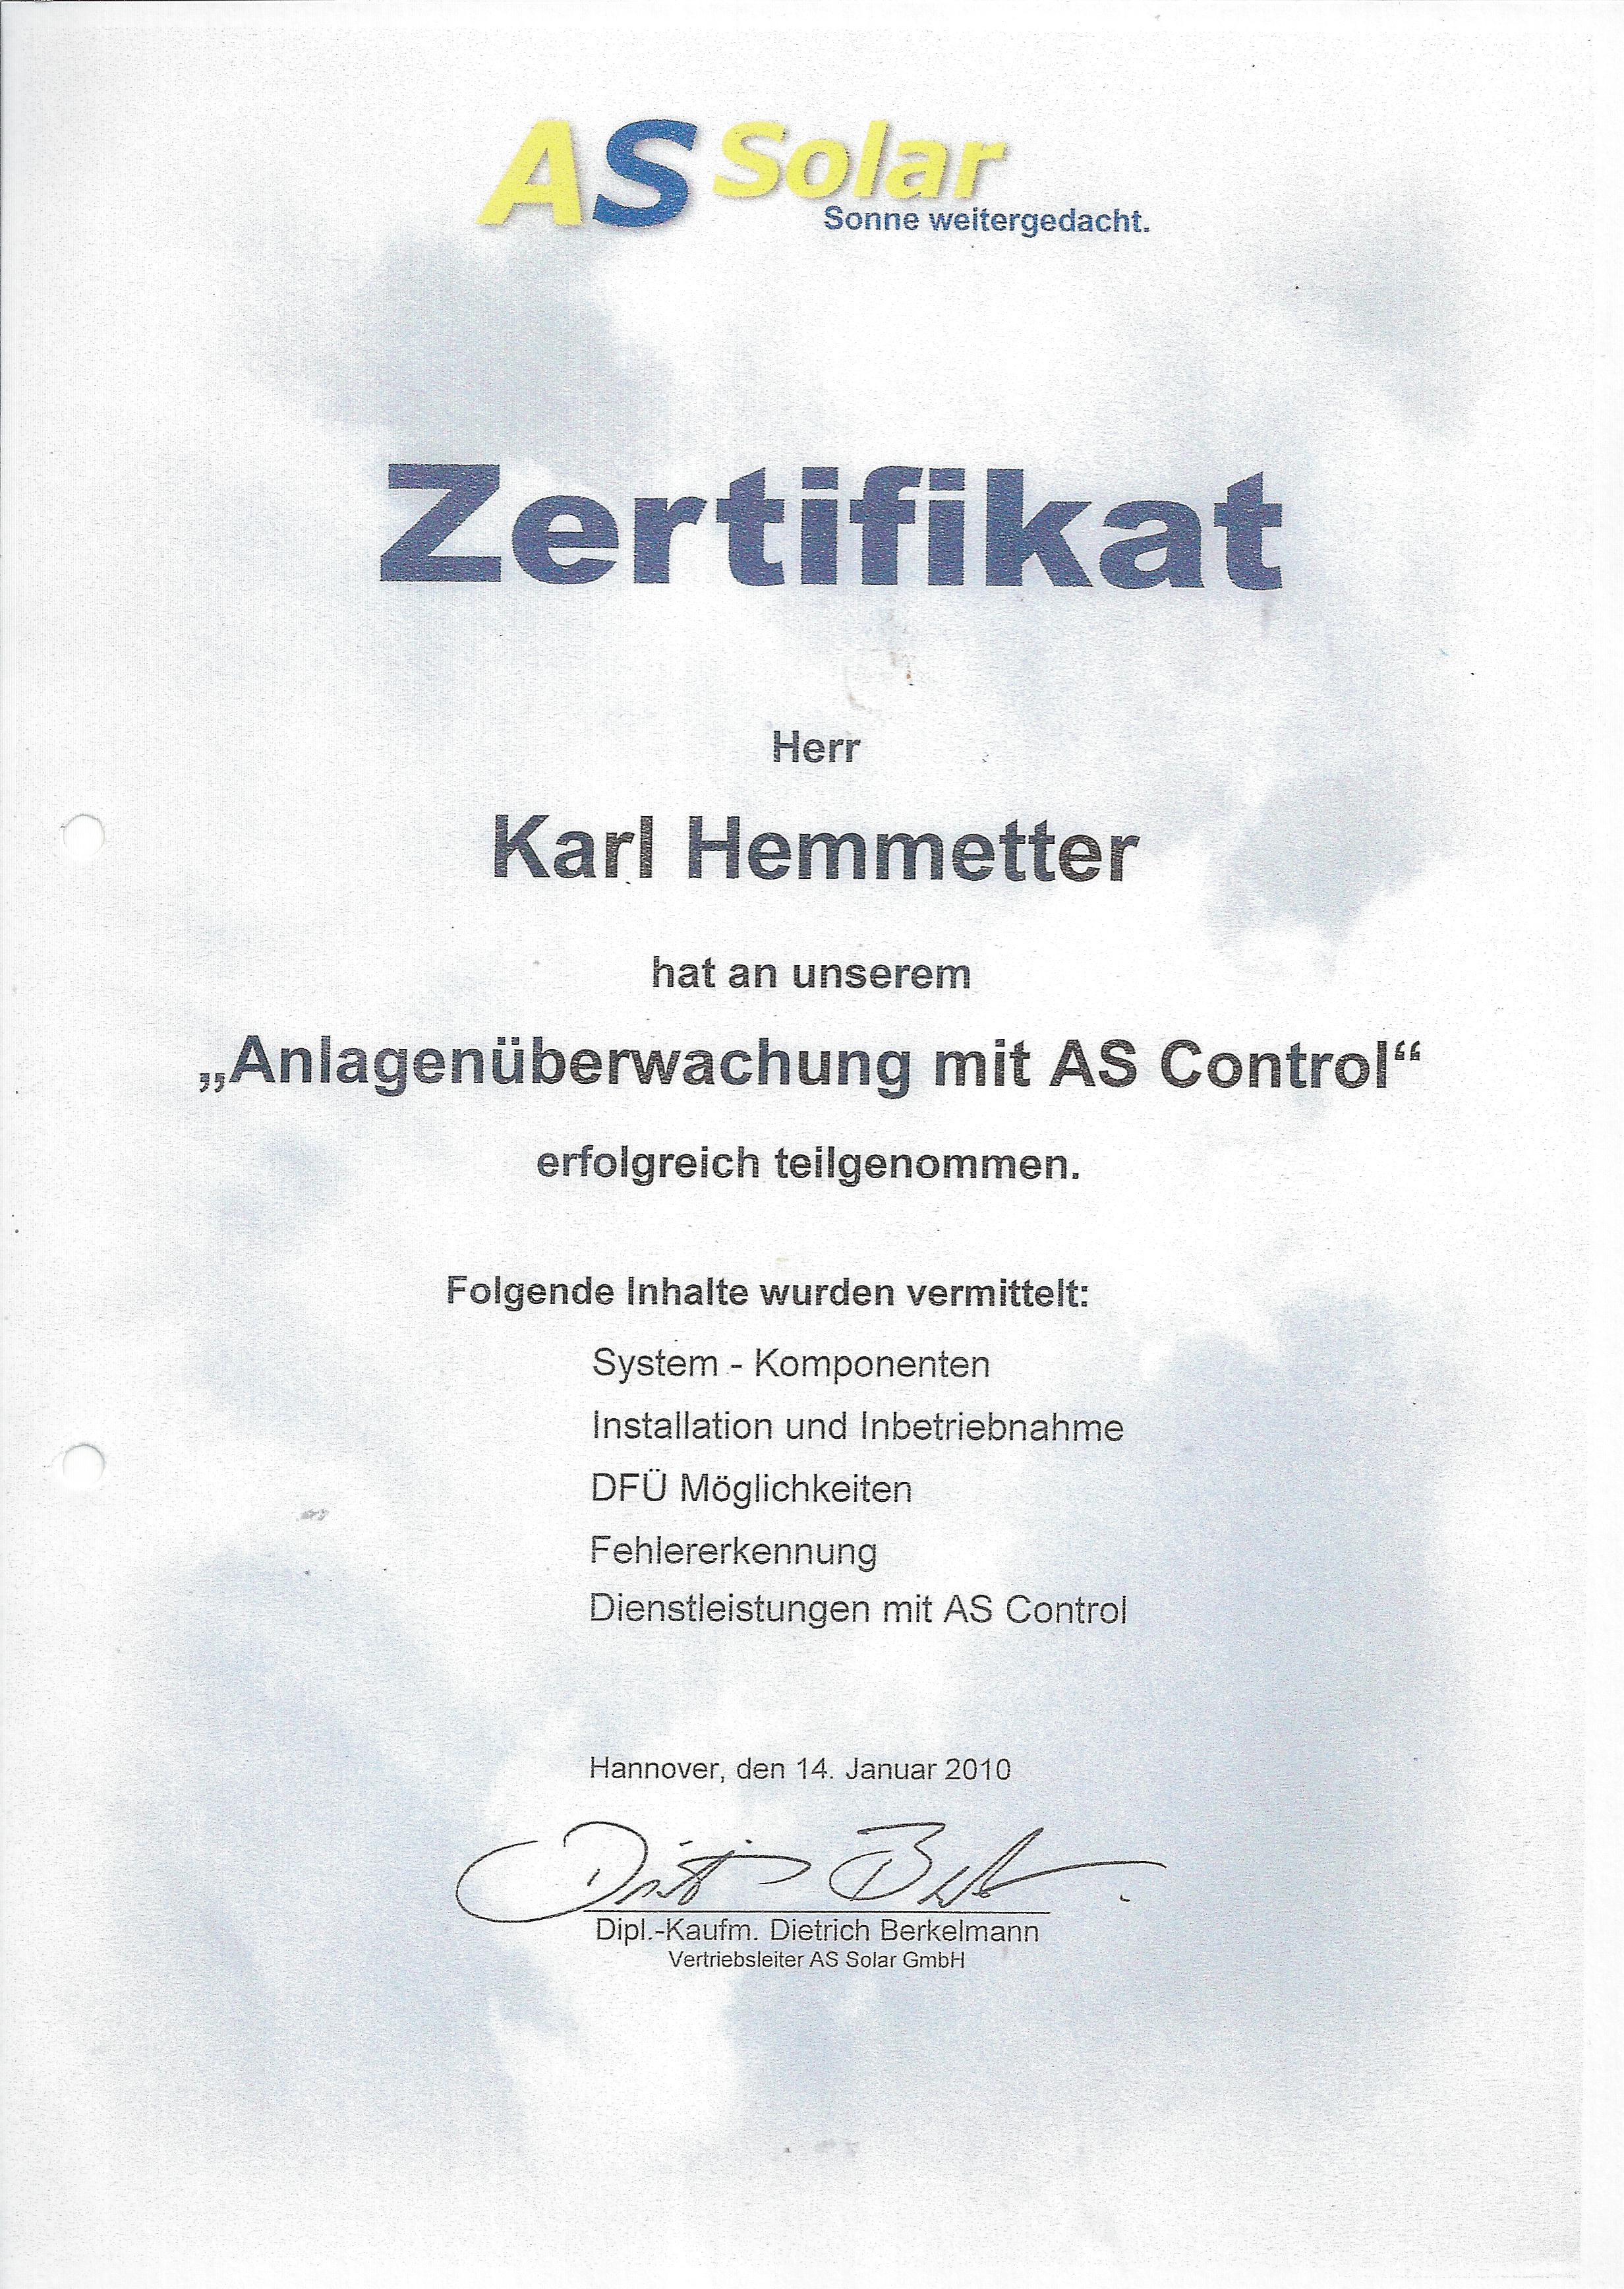 AS Solar
Sonne weitergedacht.
Zertifikat
Herr
Karl Hemmetter
hat an unserem
„Anlagenüberwachung mit AS Control“
erfolgreich teilgenommen.
Folgende Inhalte wurden vermittelt:
System - Komponenten
Installation und Inbetriebnahme
DFÜ Möglichkeiten
Fehlererkennung
Dienstleistungen mit AS Control
Hannover, den 14. Januar 2010
Dipl.-Kaufm. Dietrich Berkelmann
Vertriebsleiter AS Solar GmbH